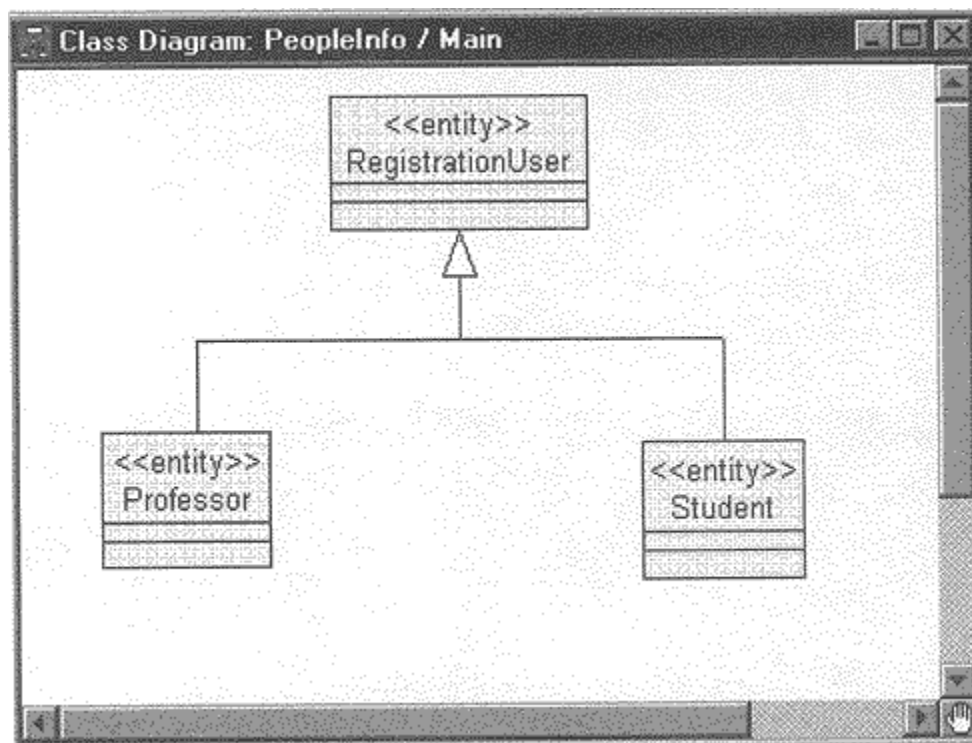 Class Diagram: PeopleInfo / Main
<<entity>>
RegistrationUser
<<entity>>
Professor
<<entity>>
Student